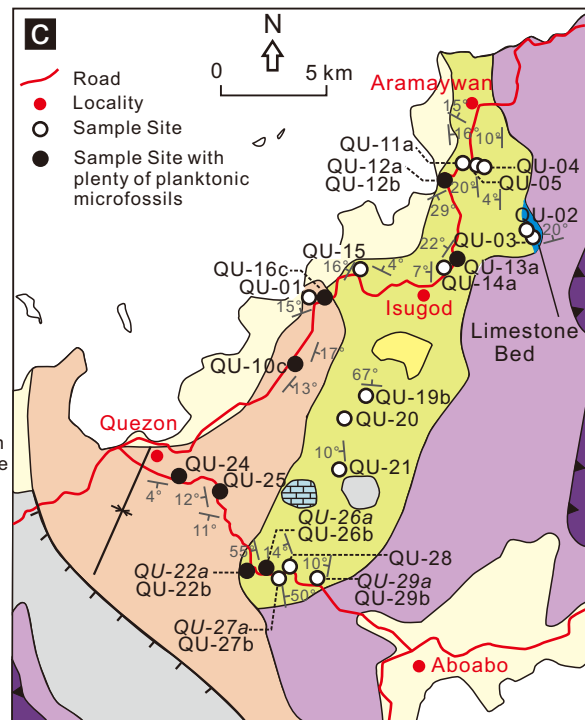 C
N
0 5 km
Road
Locality
Sample Site
Sample Site with
plenty of planktonic
microfossils
Aramaywan
15°
16°
10°
QU-11a
QU-12a
QU-12b
QU-04
QU-05
20°
4°
29°
QU-02
20°
QU-03
22°
QU-15
16°
4°
7°
QU-13a
QU-14a
QU-16c
QU-01
15°
Isugod
Limestone
Bed
17°
QU-10c
13°
67°
QU-19b
QU-20
Quezon
QU-24
QU-25
4°
12°
11°
10°
QU-21
QU-26a
QU-26b
55°
14°
QU-28
10°
QU-22a
QU-22b
QU-29a
QU-29b
50°
QU-27a
QU-27b
Aboabo